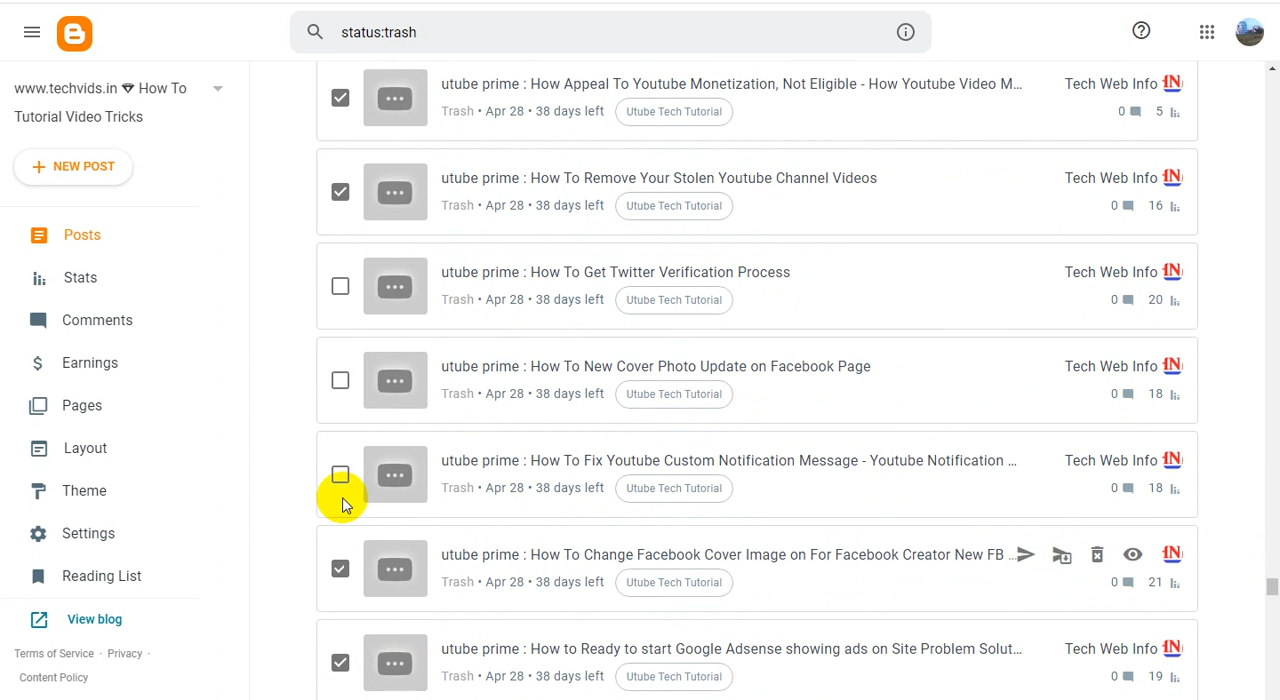 status:trash
www.techvids.in 💎 How To
Tutorial Video Tricks
+ NEW POST
Posts
Stats
Comments
Earnings
Pages
Layout
Theme
Settings
Reading List
View blog
Terms of Service · Privacy ·
Content Policy
utube prime : How Appeal To Youtube Monetization, Not Eligible - How Youtube Video M...
Tech Web Info 1N
Trash • Apr 28 • 38 days left Utube Tech Tutorial
0 5
utube prime : How To Remove Your Stolen Youtube Channel Videos
Tech Web Info 1N
Trash • Apr 28 • 38 days left Utube Tech Tutorial
0 16
utube prime : How To Get Twitter Verification Process
Tech Web Info 1N
Trash • Apr 28 • 38 days left Utube Tech Tutorial
0 20
utube prime : How To New Cover Photo Update on Facebook Page
Tech Web Info 1N
Trash • Apr 28 • 38 days left Utube Tech Tutorial
0 18
utube prime : How To Fix Youtube Custom Notification Message - Youtube Notification ...
Tech Web Info 1N
Trash • Apr 28 • 38 days left Utube Tech Tutorial
0 18
utube prime : How To Change Facebook Cover Image on For Facebook Creator New FB ...
1N
Trash • Apr 28 • 38 days left Utube Tech Tutorial
0 21
utube prime : How to Ready to start Google Adsense showing ads on Site Problem Solut...
Tech Web Info 1N
Trash • Apr 28 • 38 days left Utube Tech Tutorial
0 19